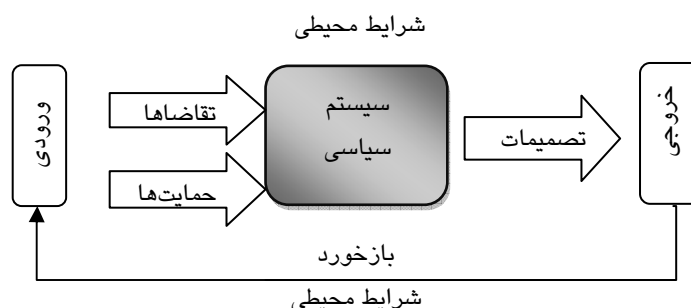 شرایط محیطی
ورودی
تقاضاها
حمایت‌ها
سیستم
سیاسی
تصمیمات
خروجی
بازخورد
شرایط محیطی